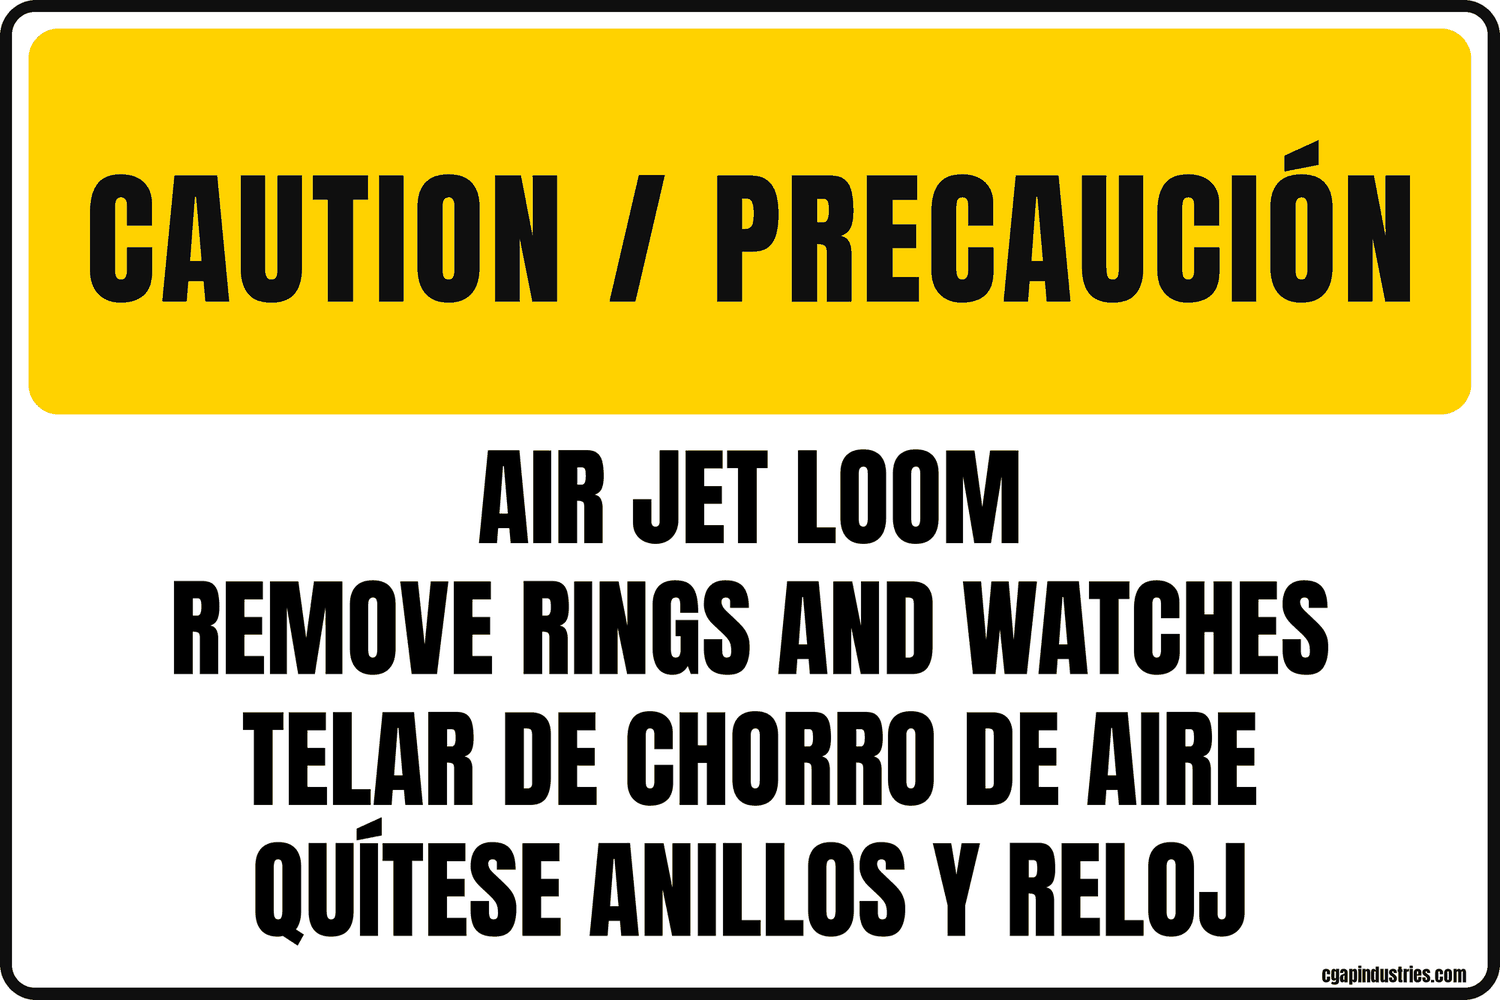 CAUTION / PRECAUCIÓN
AIR JET LOOM
REMOVE RINGS AND WATCHES
TELAR DE CHORRO DE AIRE
QUÍTESE ANILLOS Y RELOJ
cgapindustries.com